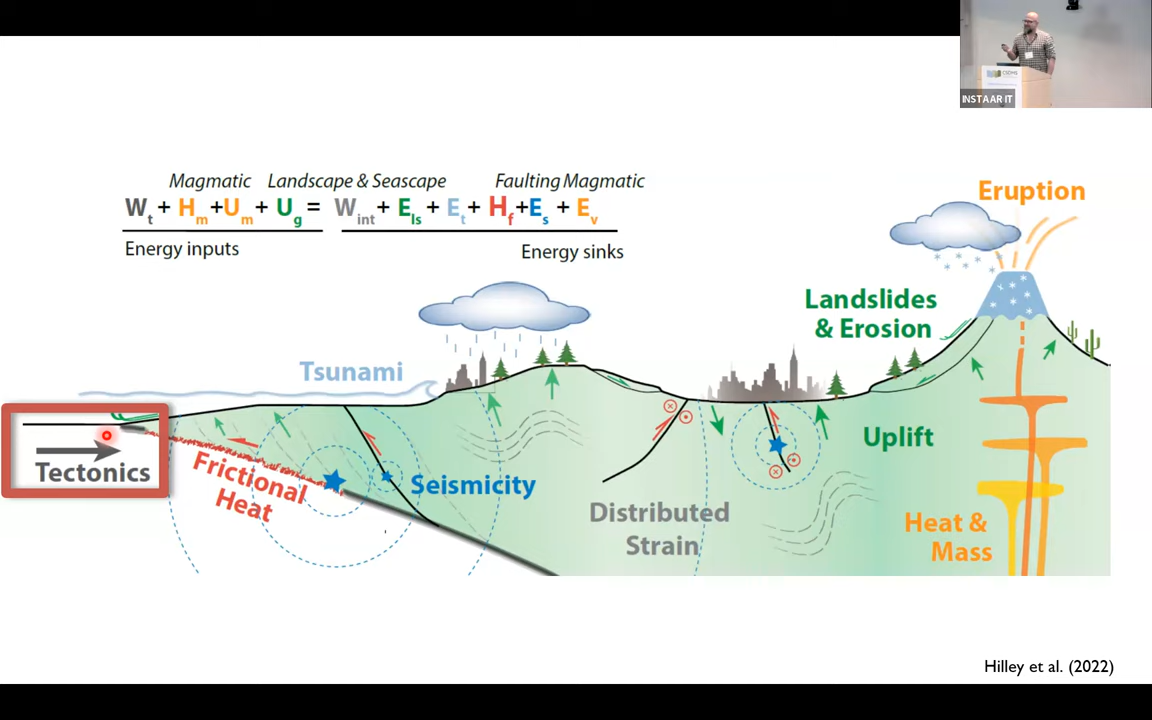 INSTAAR IT
Magmatic Landscape & Seascape Faulting Magmatic
Wt + Hm +Um + Ug = Wint + Els + Et + Hf +Es + Ev
Energy inputs Energy sinks
Eruption
Landslides
& Erosion
Tsunami
Tectonics
Frictional
Heat
Seismicity
Uplift
Distributed
Strain
Heat &
Mass
Hilley et al. (2022)